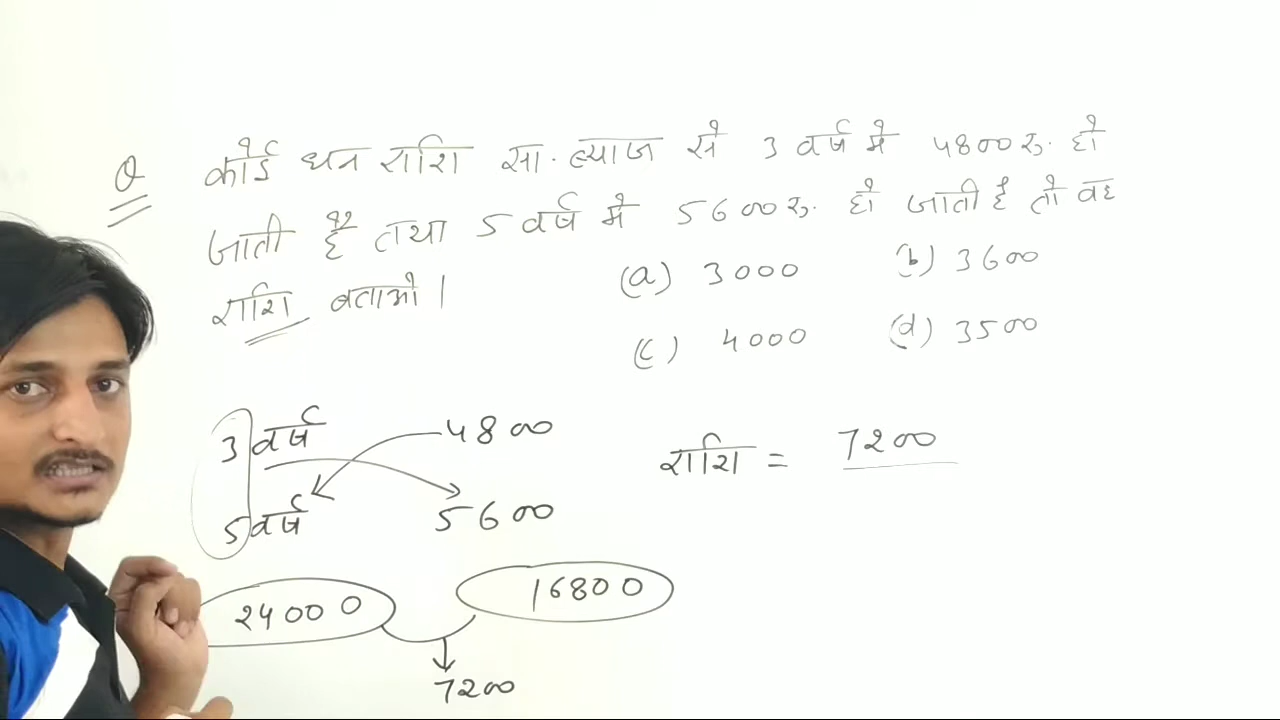 Q कोई धन राशि सा. ब्याज से 3 वर्ष में 4800 रु. हो
जाती है तथा 5 वर्ष में 5600 रु. हो जाती है तो वह
राशि बताओ।
(a) 3000 (b) 3600
(c) 4000 (d) 3500
3 वर्ष 4800
5 वर्ष 5600
राशि = 7200
24000 16800
7200